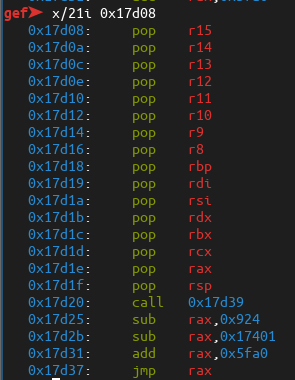 gef➤  x/21i 0x17d08
0x17d08: pop r15
0x17d0a: pop r14
0x17d0c: pop r13
0x17d0e: pop r12
0x17d10: pop r11
0x17d12: pop r10
0x17d14: pop r9
0x17d16: pop r8
0x17d18: pop rbp
0x17d19: pop rdi
0x17d1a: pop rsi
0x17d1b: pop rdx
0x17d1c: pop rbx
0x17d1d: pop rcx
0x17d1e: pop rax
0x17d1f: pop rsp
0x17d20: call 0x17d39
0x17d25: sub rax,0x924
0x17d2b: sub rax,0x17401
0x17d31: add rax,0x5fa0
0x17d37: jmp rax